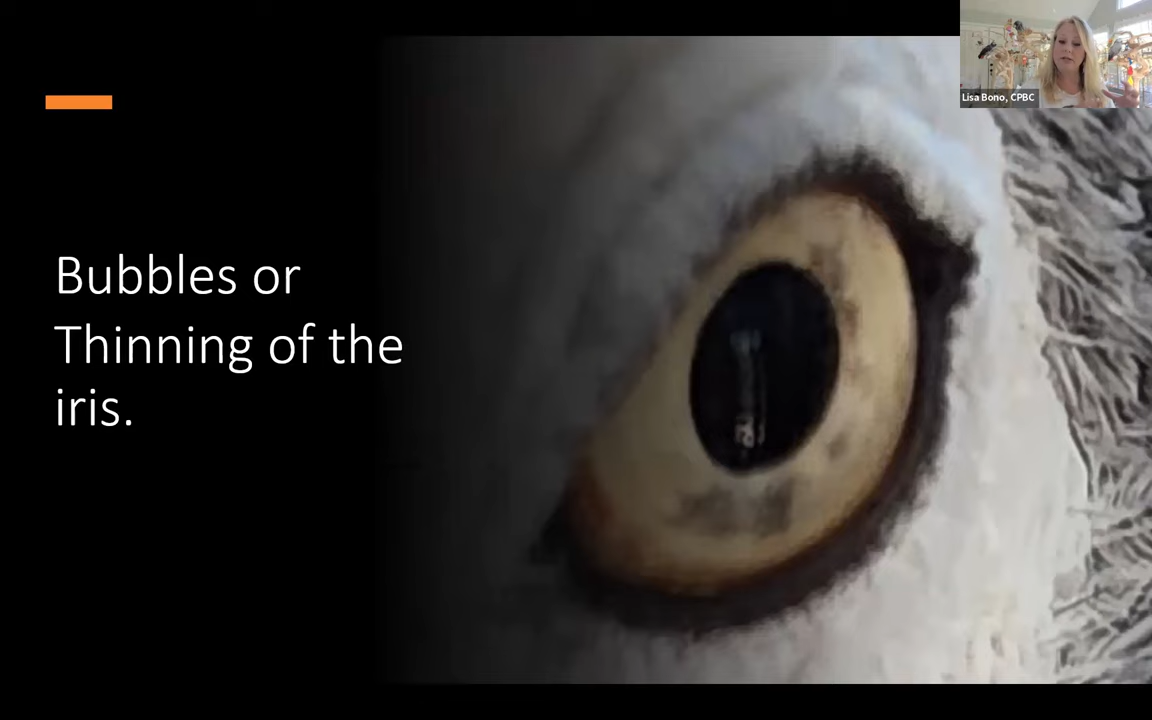 Lisa Bono, CPBC
Bubbles or
Thinning of the
iris.